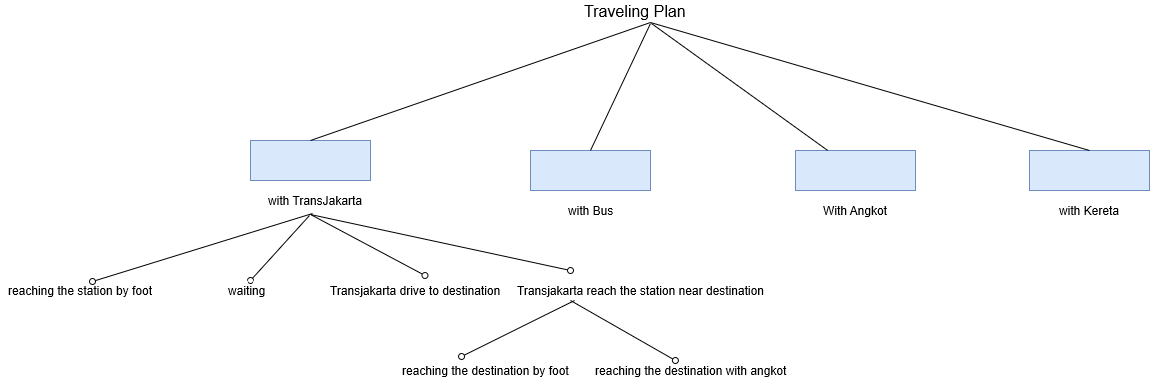 Traveling Plan
with TransJakarta
with Bus
With Angkot
with Kereta
reaching the station by foot
waiting
Transjakarta drive to destination
Transjakarta reach the station near destination
reaching the destination by foot
reaching the destination with angkot